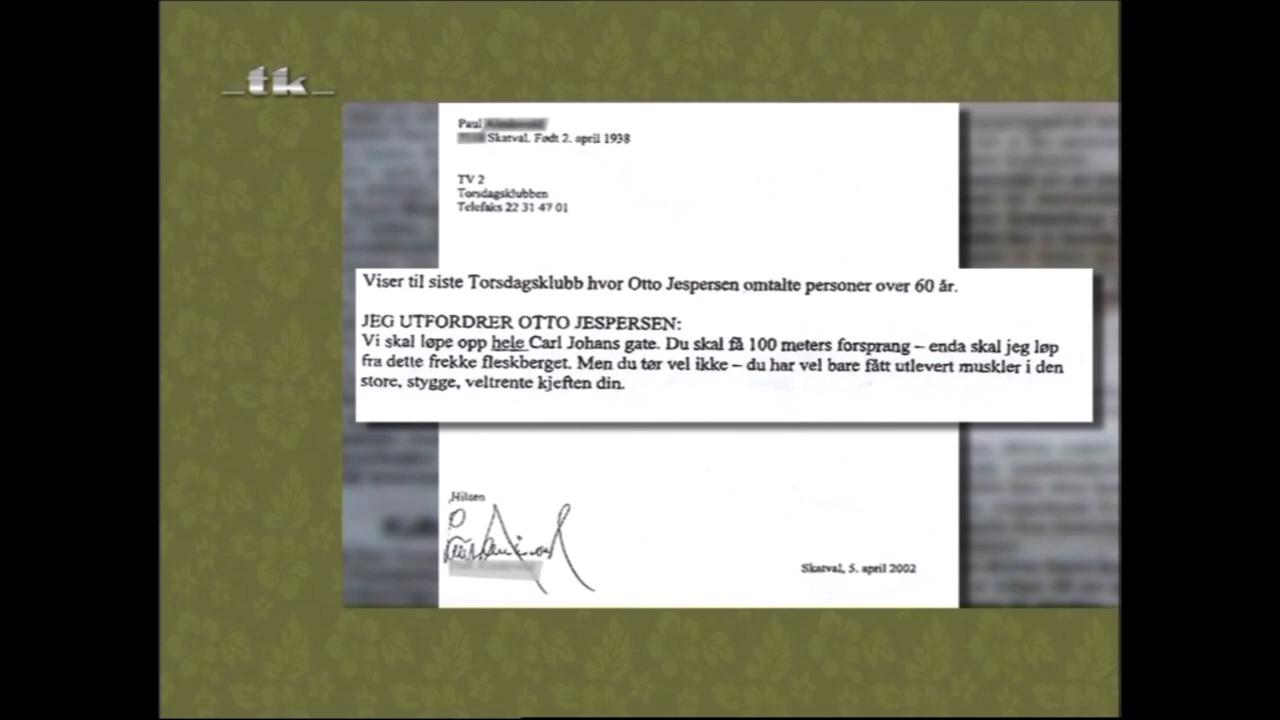 _tk_
Paul
Skatval. Født 2. april 1938
TV 2
Torsdagsklubben
Telefaks 22 31 47 01
Viser til siste Torsdagsklubb hvor Otto Jespersen omtalte personer over 60 år.
JEG UTFORDRER OTTO JESPERSEN:
Vi skal løpe opp hele Carl Johans gate. Du skal få 100 meters forsprang – enda skal jeg løp
fra dette frekke fleskberget. Men du tør vel ikke – du har vel bare fått utlevert muskler i den
store, stygge, veltrente kjeften din.
Hilsen
Skatval, 5. april 2002